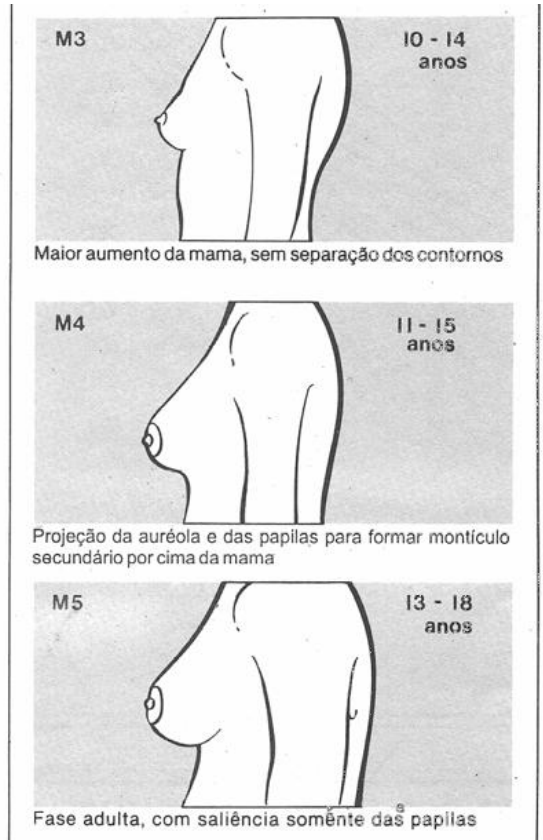 M3
10 - 14
anos
Maior aumento da mama, sem separação dos contornos
M4
11 - 15
anos
Projeção da auréola e das papilas para formar montículo
secundário por cima da mama
M5
13 - 18
anos
Fase adulta, com saliência somênte das papilas